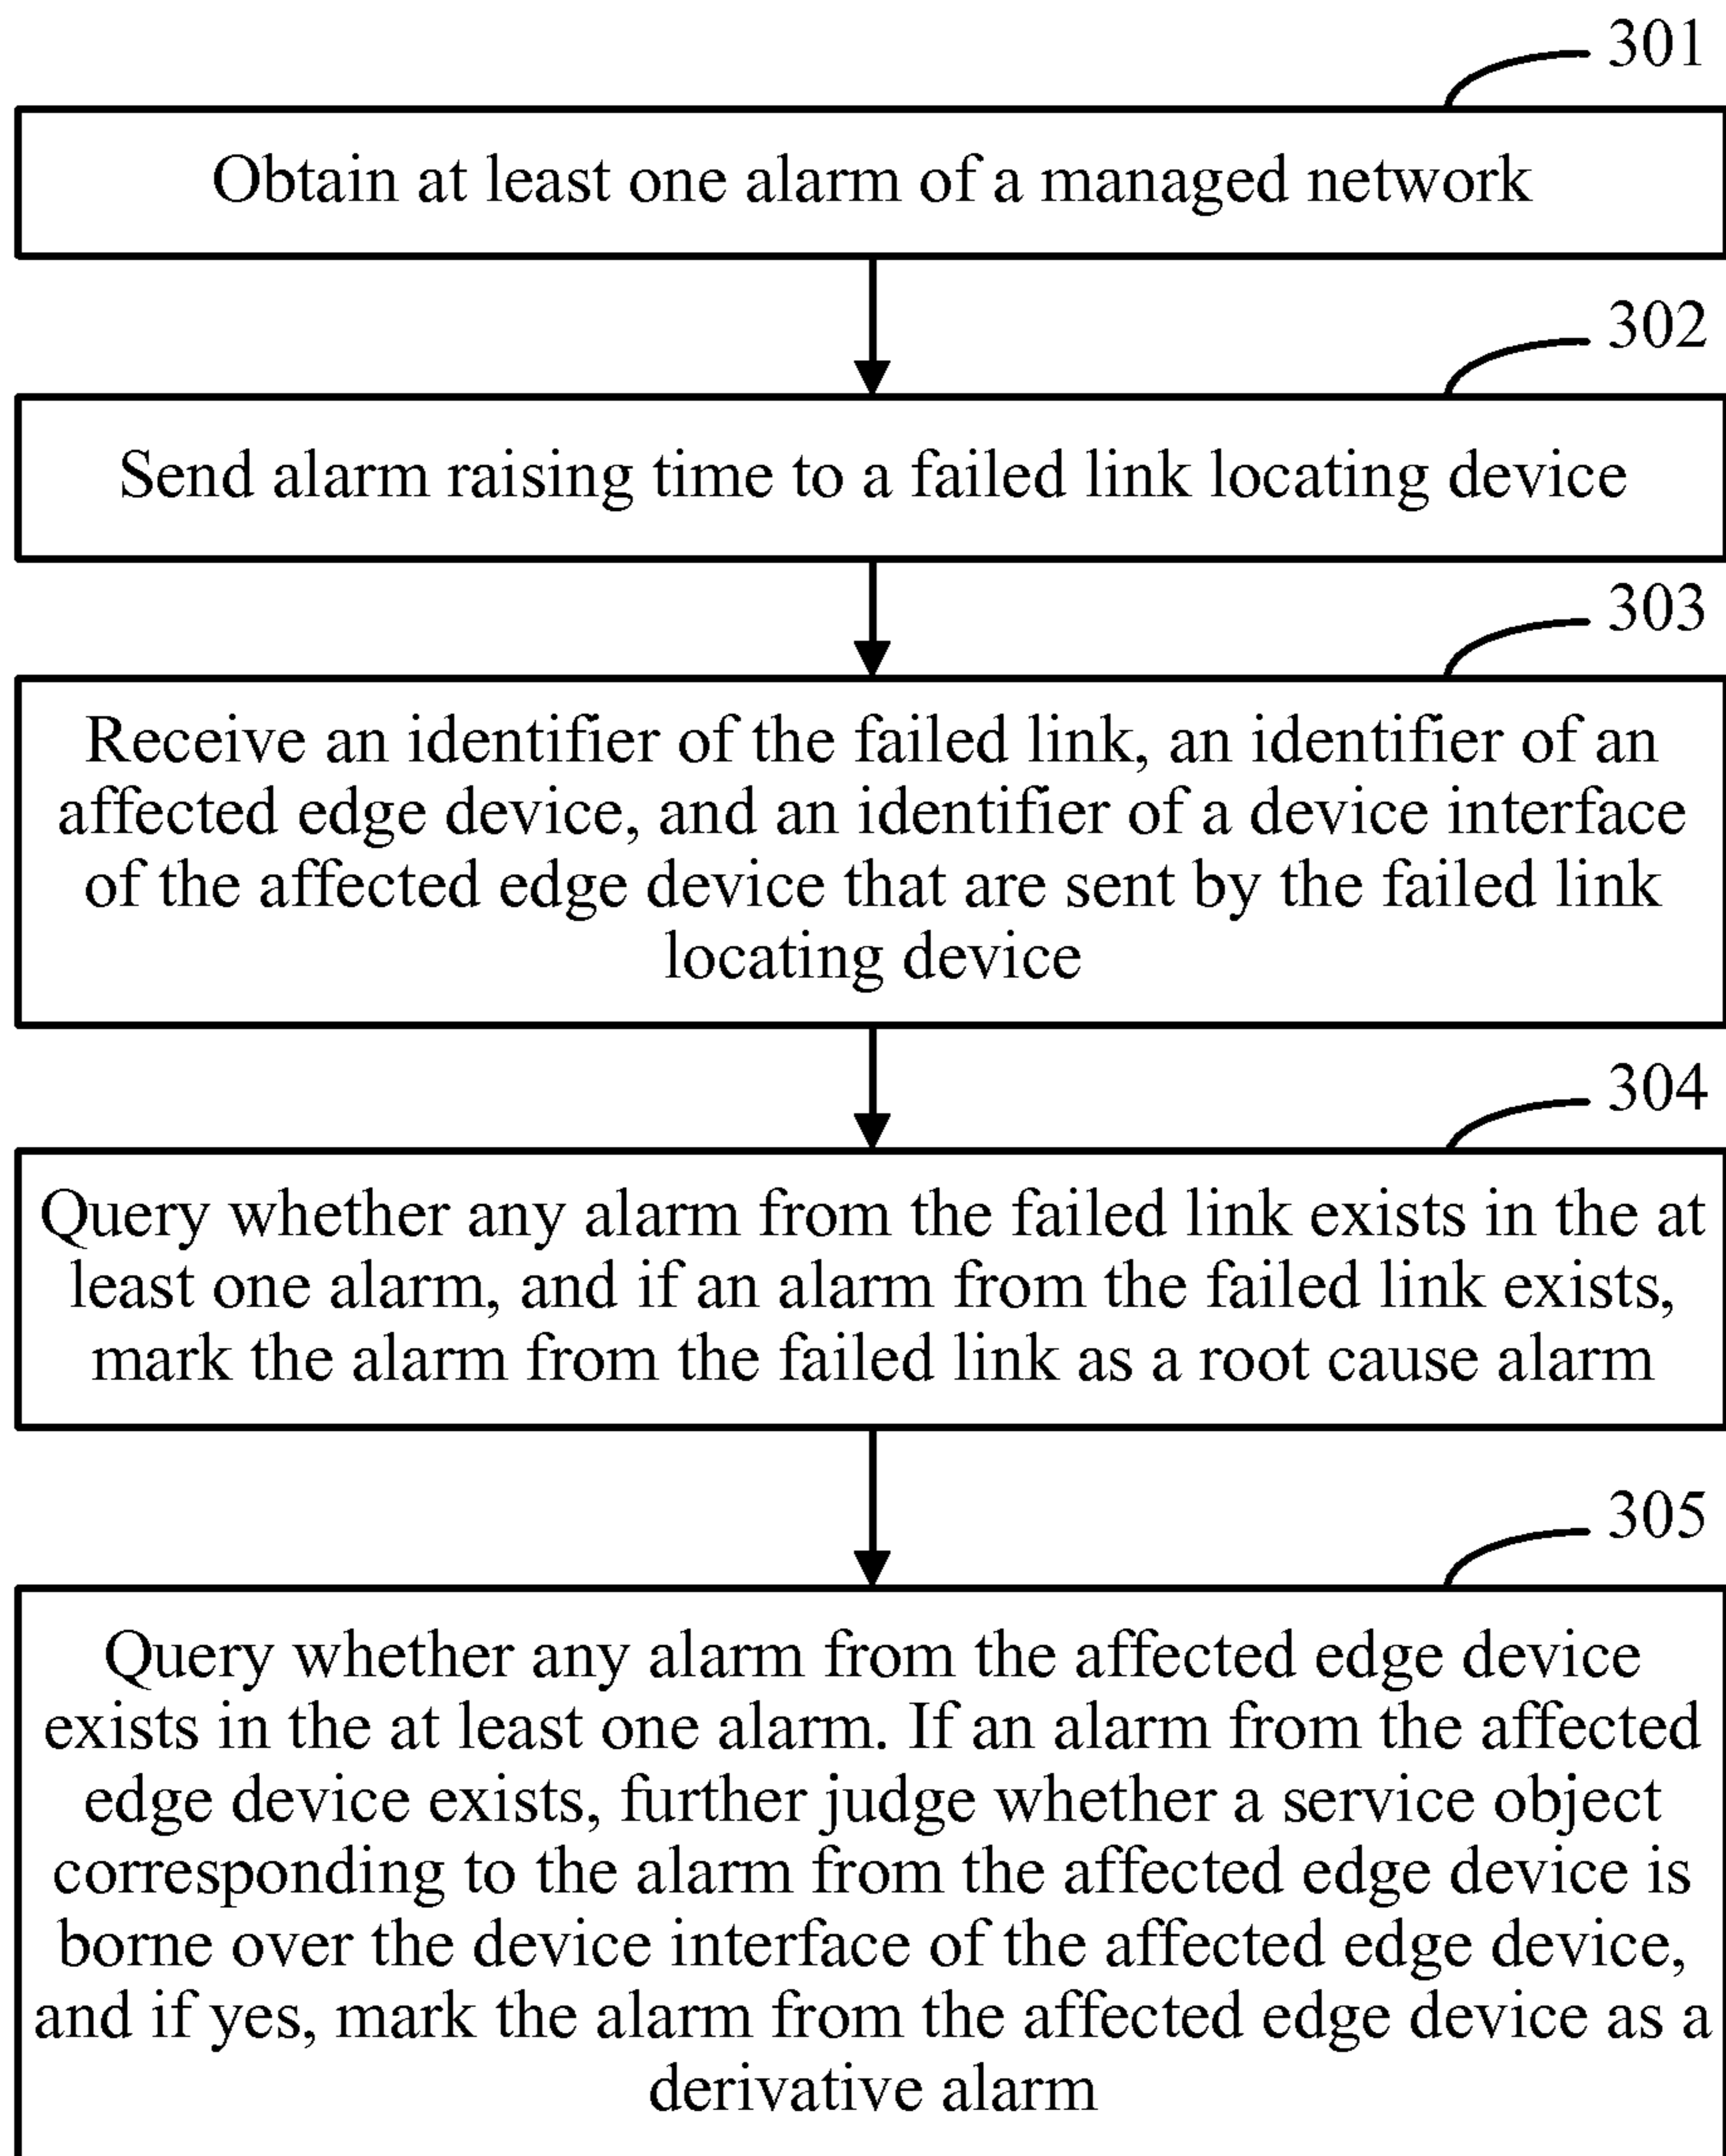 301
Obtain at least one alarm of a managed network
302
Send alarm raising time to a failed link locating device
303
Receive an identifier of the failed link, an identifier of an
affected edge device, and an identifier of a device interface
of the affected edge device that are sent by the failed link
locating device
304
Query whether any alarm from the failed link exists in the at
least one alarm, and if an alarm from the failed link exists,
mark the alarm from the failed link as a root cause alarm
305
Query whether any alarm from the affected edge device
exists in the at least one alarm. If an alarm from the affected
edge device exists, further judge whether a service object
corresponding to the alarm from the affected edge device is
borne over the device interface of the affected edge device,
and if yes, mark the alarm from the affected edge device as a
derivative alarm